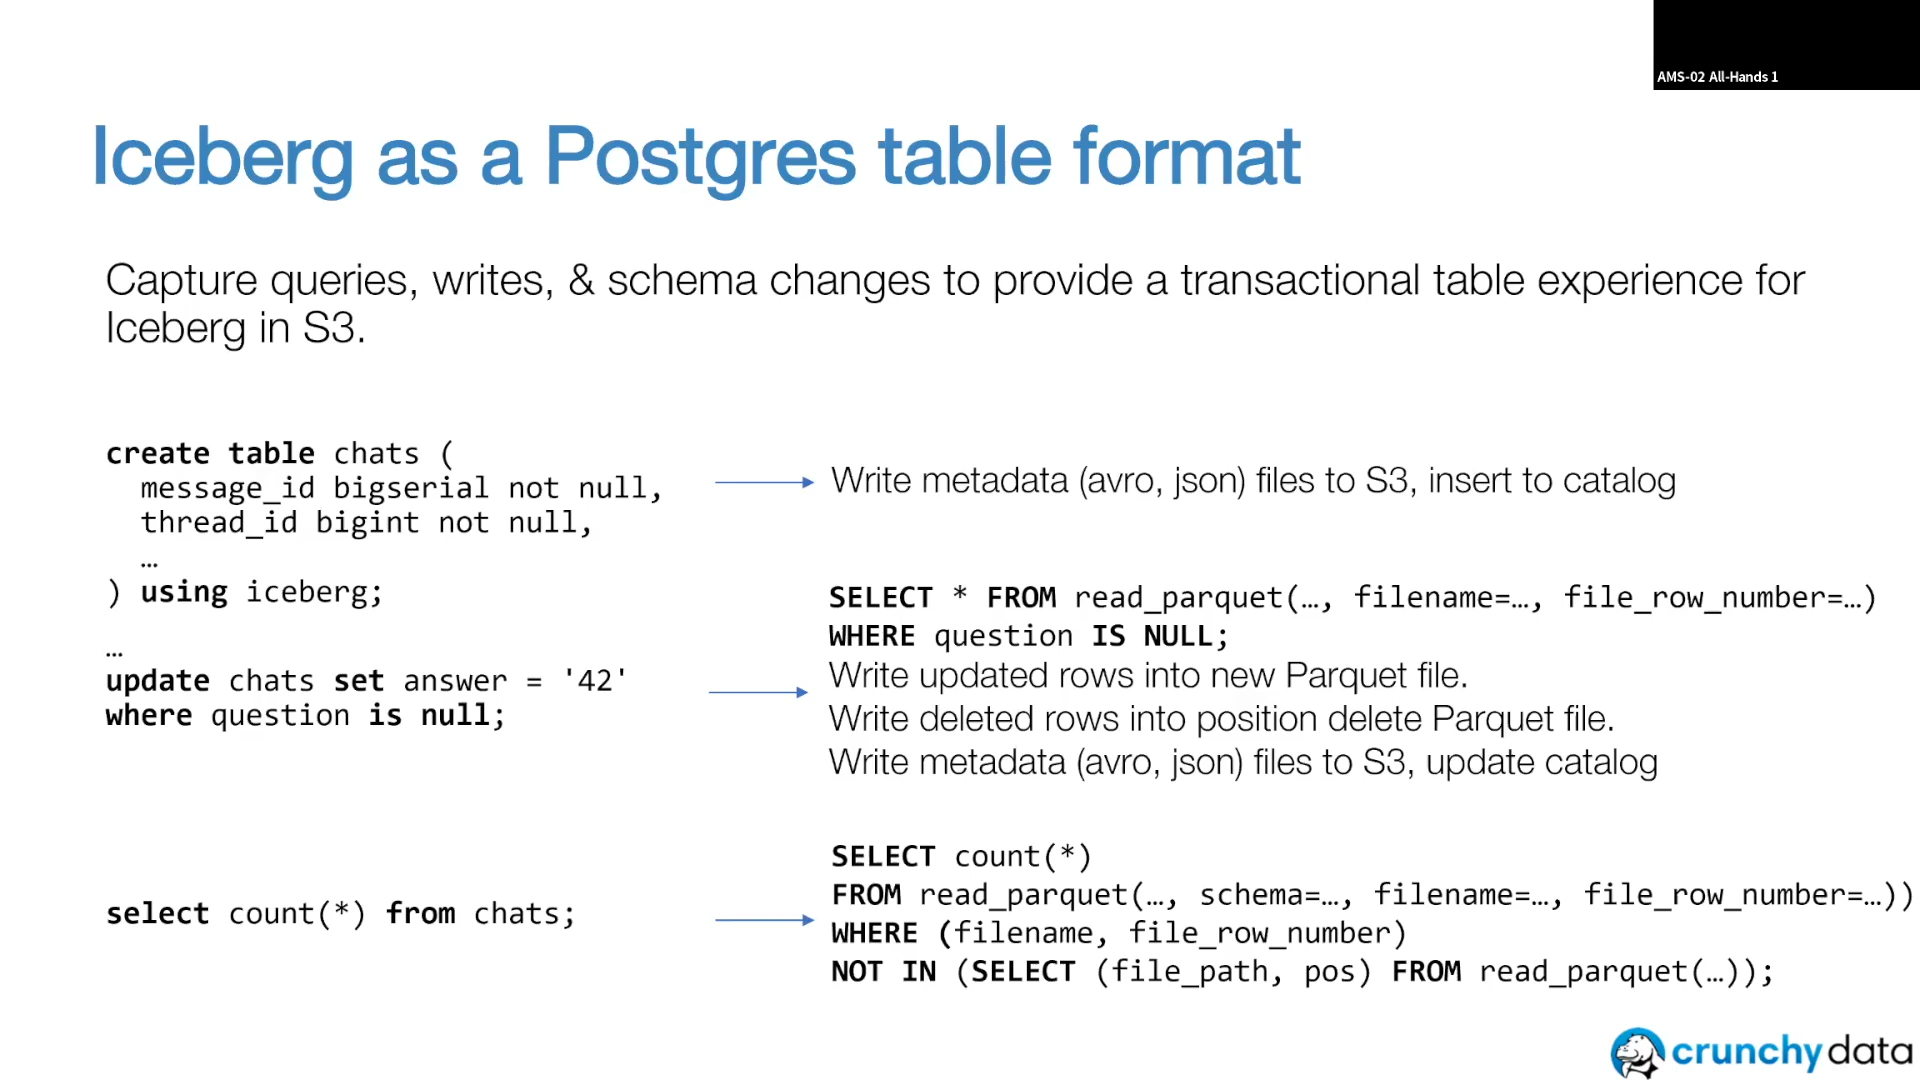 AMS-02 All-Hands 1
Iceberg as a Postgres table format
Capture queries, writes, & schema changes to provide a transactional table experience for
Iceberg in S3.
create table chats (
message_id bigserial not null,
thread_id bigint not null,
…
) using iceberg;
Write metadata (avro, json) files to S3, insert to catalog
…
update chats set answer = '42'
where question is null;
SELECT * FROM read_parquet(…, filename=…, file_row_number=…)
WHERE question IS NULL;
Write updated rows into new Parquet file.
Write deleted rows into position delete Parquet file.
Write metadata (avro, json) files to S3, update catalog
select count(*) from chats;
SELECT count(*)
FROM read_parquet(…, schema=…, filename=…, file_row_number=…))
WHERE (filename, file_row_number)
NOT IN (SELECT (file_path, pos) FROM read_parquet(…));
crunchydata